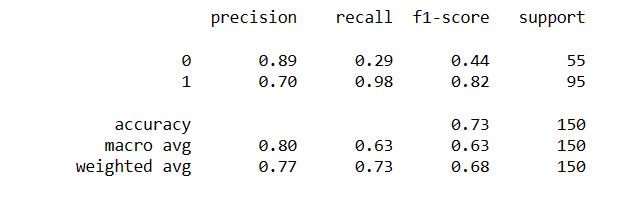 precision recall f1-score support
0 0.89 0.29 0.44 55
1 0.70 0.98 0.82 95
accuracy 0.73 150
macro avg 0.80 0.63 0.63 150
weighted avg 0.77 0.73 0.68 150